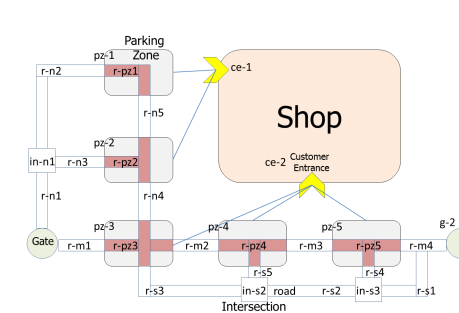 Parking
Zone
pz-1
r-n2
r-pz1
ce-1
r-n5
Shop
pz-2
in-n1
r-n3
r-pz2
ce-2
Customer
Entrance
r-n1
r-n4
pz-3
pz-4
pz-5
g-2
Gate
r-m1
r-pz3
r-m2
r-pz4
r-m3
r-pz5
r-m4
r-s5
r-s4
r-s3
in-s2
road
r-s2
in-s3
r-s1
Intersection